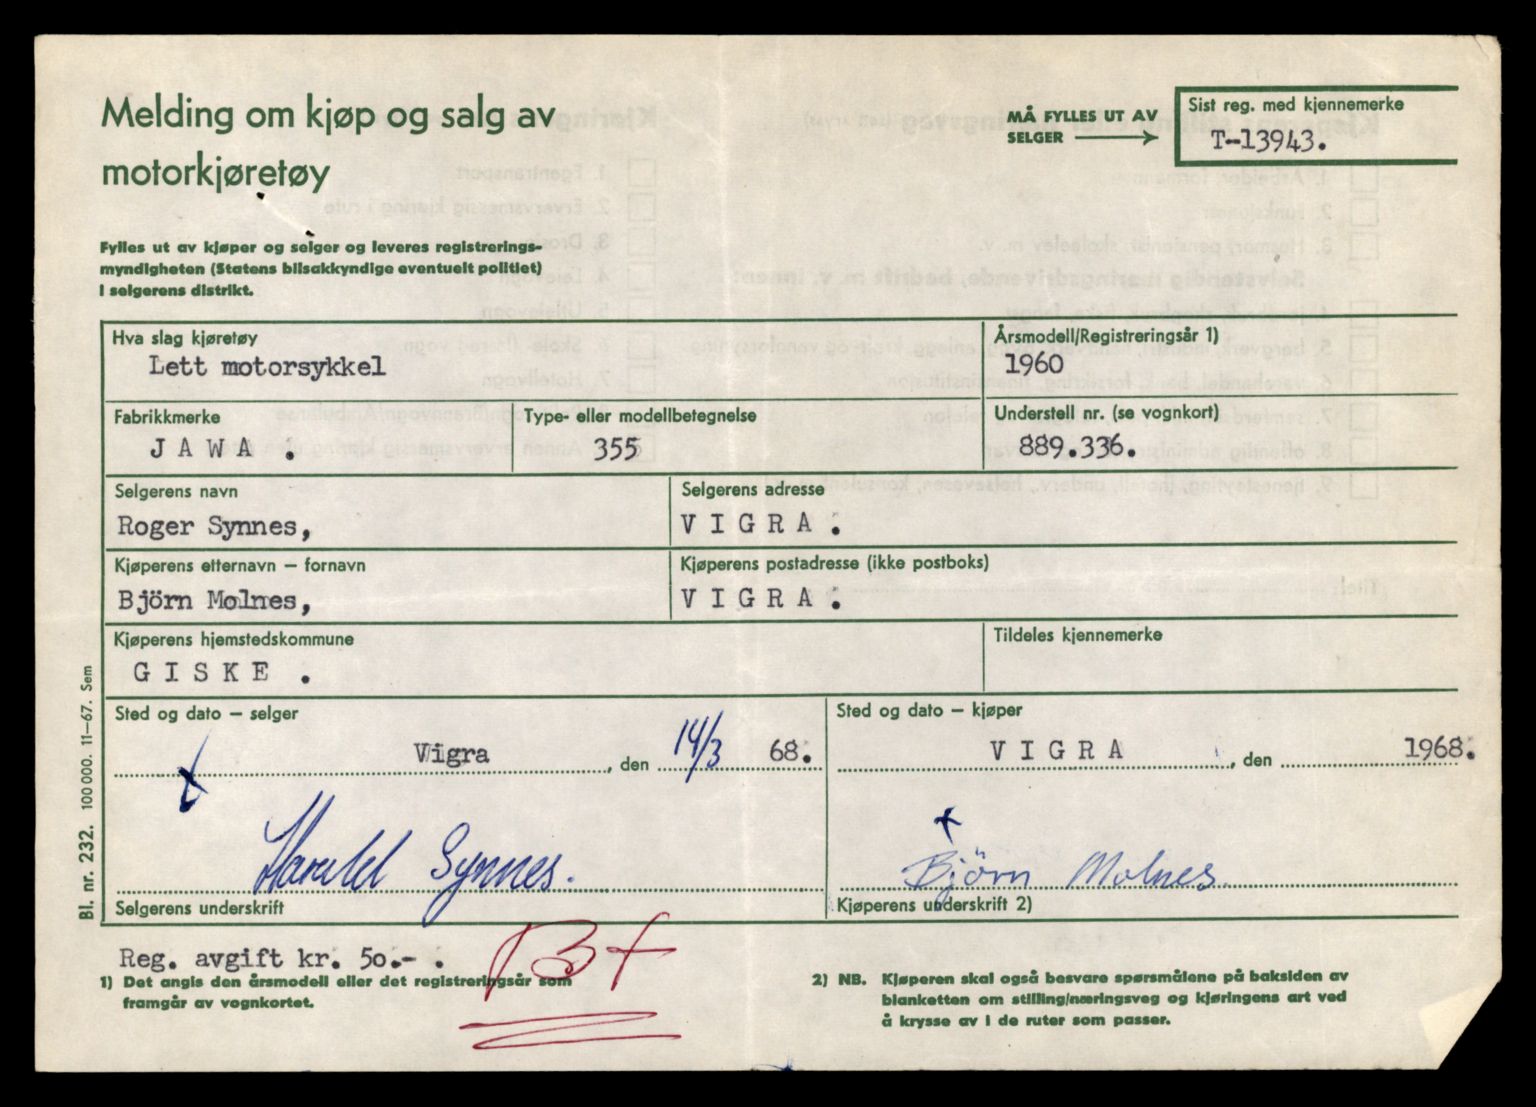 Melding om kjøp og salg av
motorkjøretøy
MÅ FYLLES UT AV
SELGER
Sist reg. med kjennemerke
T-13943.
Fylles ut av kjøper og selger og leveres registrerings-
myndigheten (Statens bilsakkyndige eventuelt politiet)
i selgerens distrikt.
Hva slag kjøretøy
Lett motorsykkel
Årsmodell/Registreringsår 1)
1960
Fabrikkmerke
JAWA .
Type- eller modellbetegnelse
355
Understell nr. (se vognkort)
889.336.
Selgerens navn
Roger Synnes,
Selgerens adresse
VIGRA.
Kjøperens etternavn – fornavn
Björn Molnes,
Kjøperens postadresse (ikke postboks)
VIGRA.
Kjøperens hjemstedskommune
GISKE .
Tildeles kjennemerke
Sted og dato – selger
Vigra, den 14/3 68.
Sted og dato – kjøper
VIGRA, den 1968.
Harald Synnes.
Selgerens underskrift
Björn Molnes.
Kjøperens underskrift 2)
Bl. nr. 232. 100 000. 11–67. Sem
Reg. avgift kr. 50.- .
1) Det angis den årsmodell eller det registreringsår som
framgår av vognkortet.
2) NB. Kjøperen skal også besvare spørsmålene på baksiden av
blanketten om stilling/næringsveg og kjøringens art ved
å krysse av i de ruter som passer.